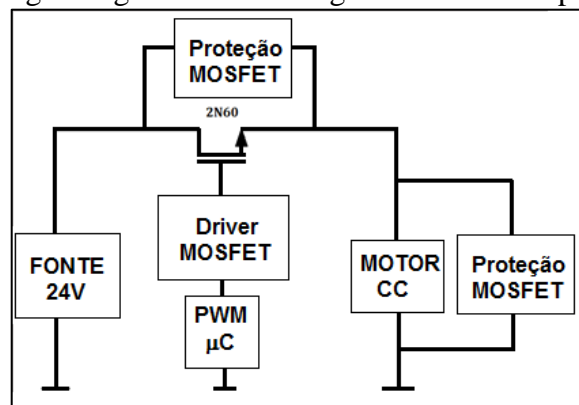 Proteção
MOSFET
2N60
Driver
MOSFET
FONTE
24V
MOTOR
CC
Proteção
MOSFET
PWM
µC